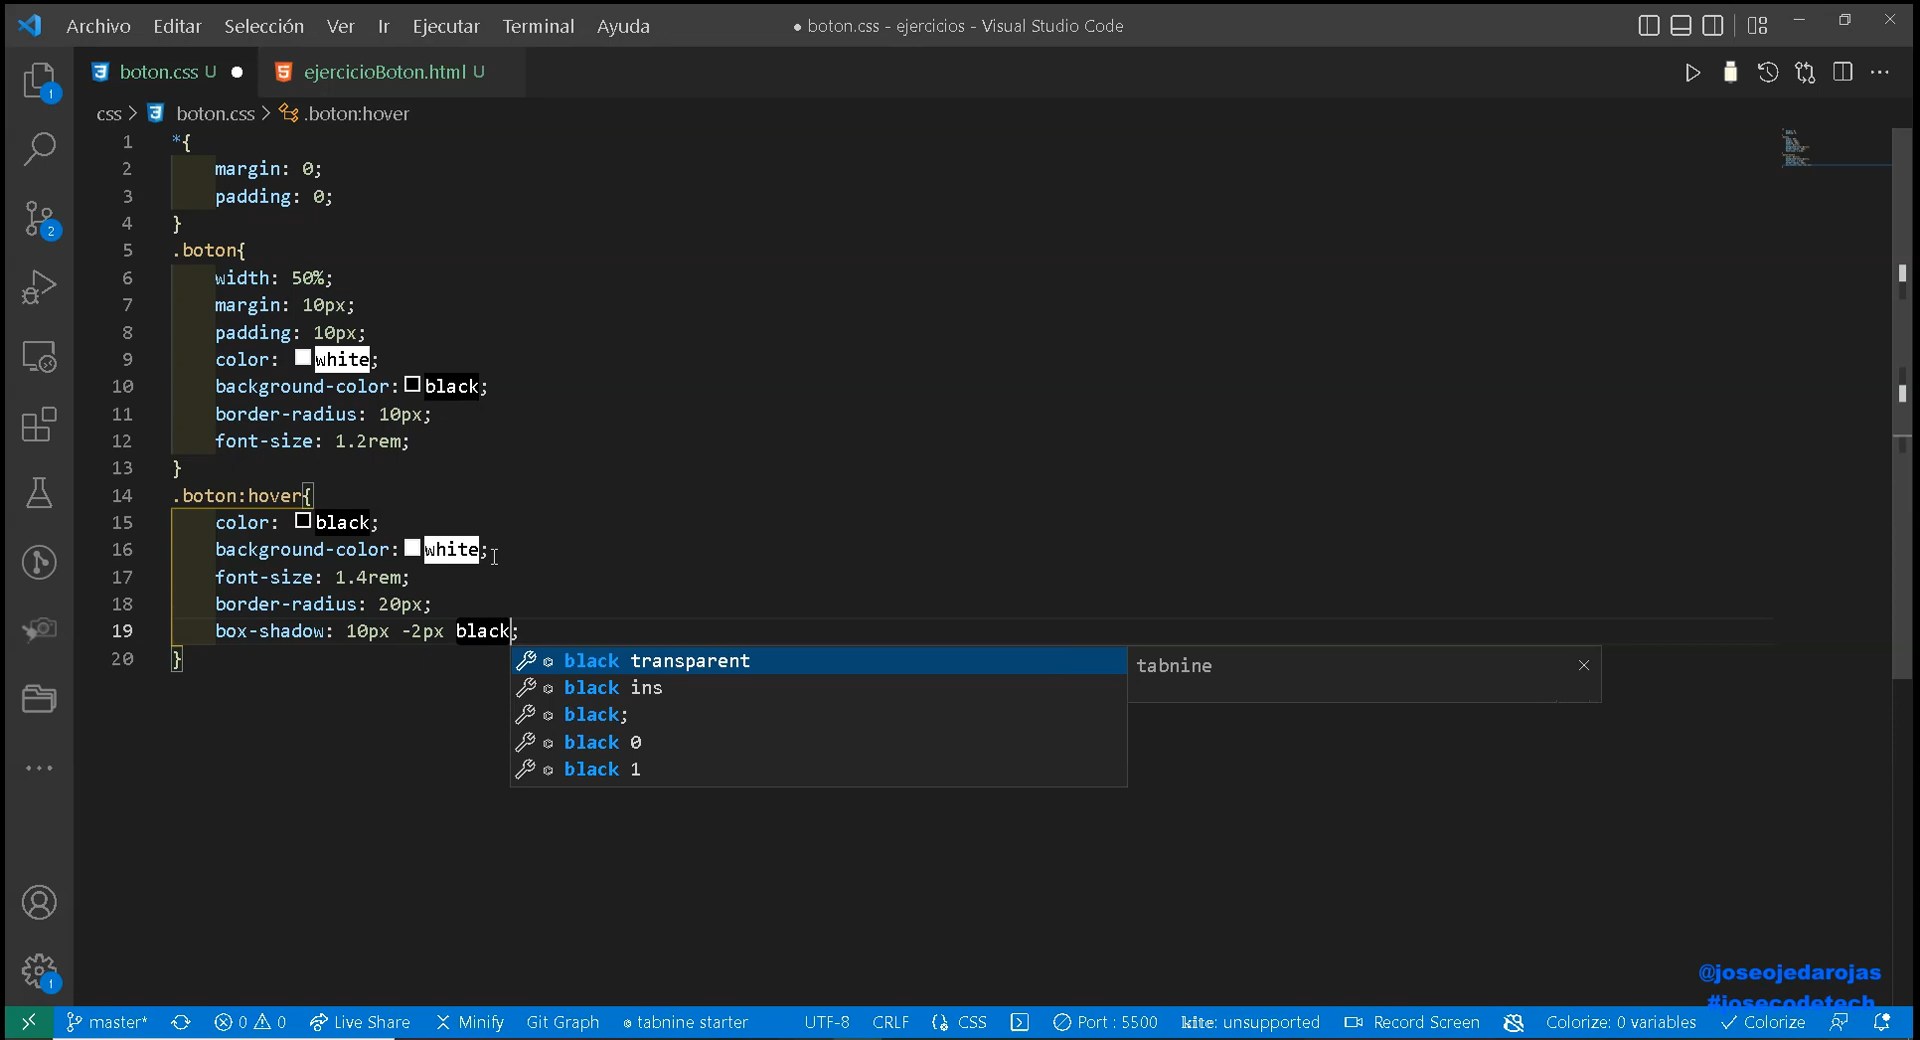 Archivo Editar Selección Ver Ir Ejecutar Terminal Ayuda ● boton.css - ejercicios - Visual Studio Code
boton.css U ● ejercicioBoton.html U
css > boton.css > .boton:hover
1 *{
2 margin: 0;
3 padding: 0;
4 }
5 .boton{
6 width: 50%;
7 margin: 10px;
8 padding: 10px;
9 color: white;
10 background-color: black;
11 border-radius: 10px;
12 font-size: 1.2rem;
13 }
14 .boton:hover{
15 color: black;
16 background-color: white;
17 font-size: 1.4rem;
18 border-radius: 20px;
19 box-shadow: 10px -2px black;
20 }
black transparent
tabnine
black ins
black;
black 0
black 1
1
2
1
@joseojedarojas
#josecodetech
master* 0 0 Live Share Minify Git Graph tabnine starter UTF-8 CRLF {} CSS Port : 5500 kite: unsupported Record Screen Colorize: 0 variables Colorize